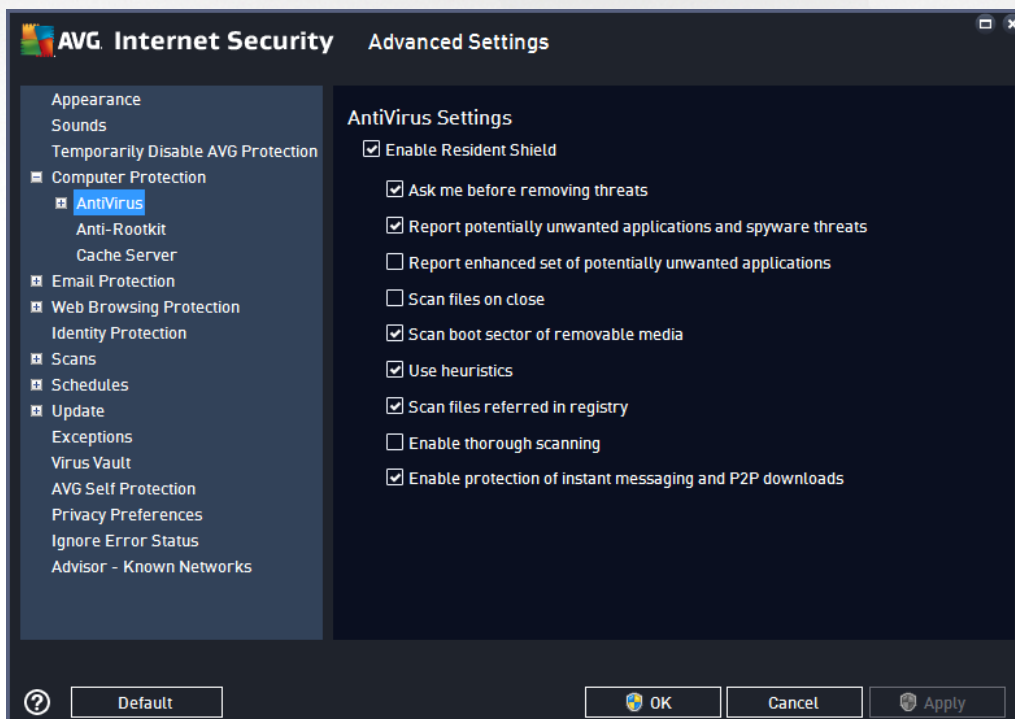 AVG. Internet Security Advanced Settings
Appearance
Sounds
Temporarily Disable AVG Protection
Computer Protection
AntiVirus
Anti-Rootkit
Cache Server
Email Protection
Web Browsing Protection
Identity Protection
Scans
Schedules
Update
Exceptions
Virus Vault
AVG Self Protection
Privacy Preferences
Ignore Error Status
Advisor - Known Networks
AntiVirus Settings
Enable Resident Shield
Ask me before removing threats
Report potentially unwanted applications and spyware threats
Report enhanced set of potentially unwanted applications
Scan files on close
Scan boot sector of removable media
Use heuristics
Scan files referred in registry
Enable thorough scanning
Enable protection of instant messaging and P2P downloads
? Default OK Cancel Apply